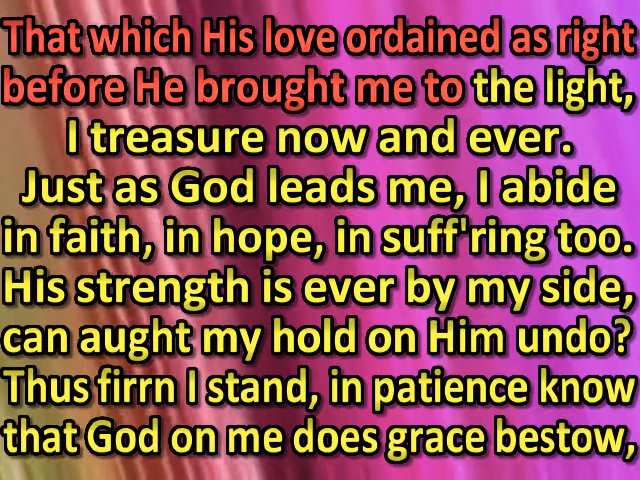 That which His love ordained as right
before He brought me to the light,
I treasure now and ever.
Just as God leads me, I abide
in faith, in hope, in suff'ring too.
His strength is ever by my side,
can aught my hold on Him undo?
Thus firrn I stand, in patience know
that God on me does grace bestow,